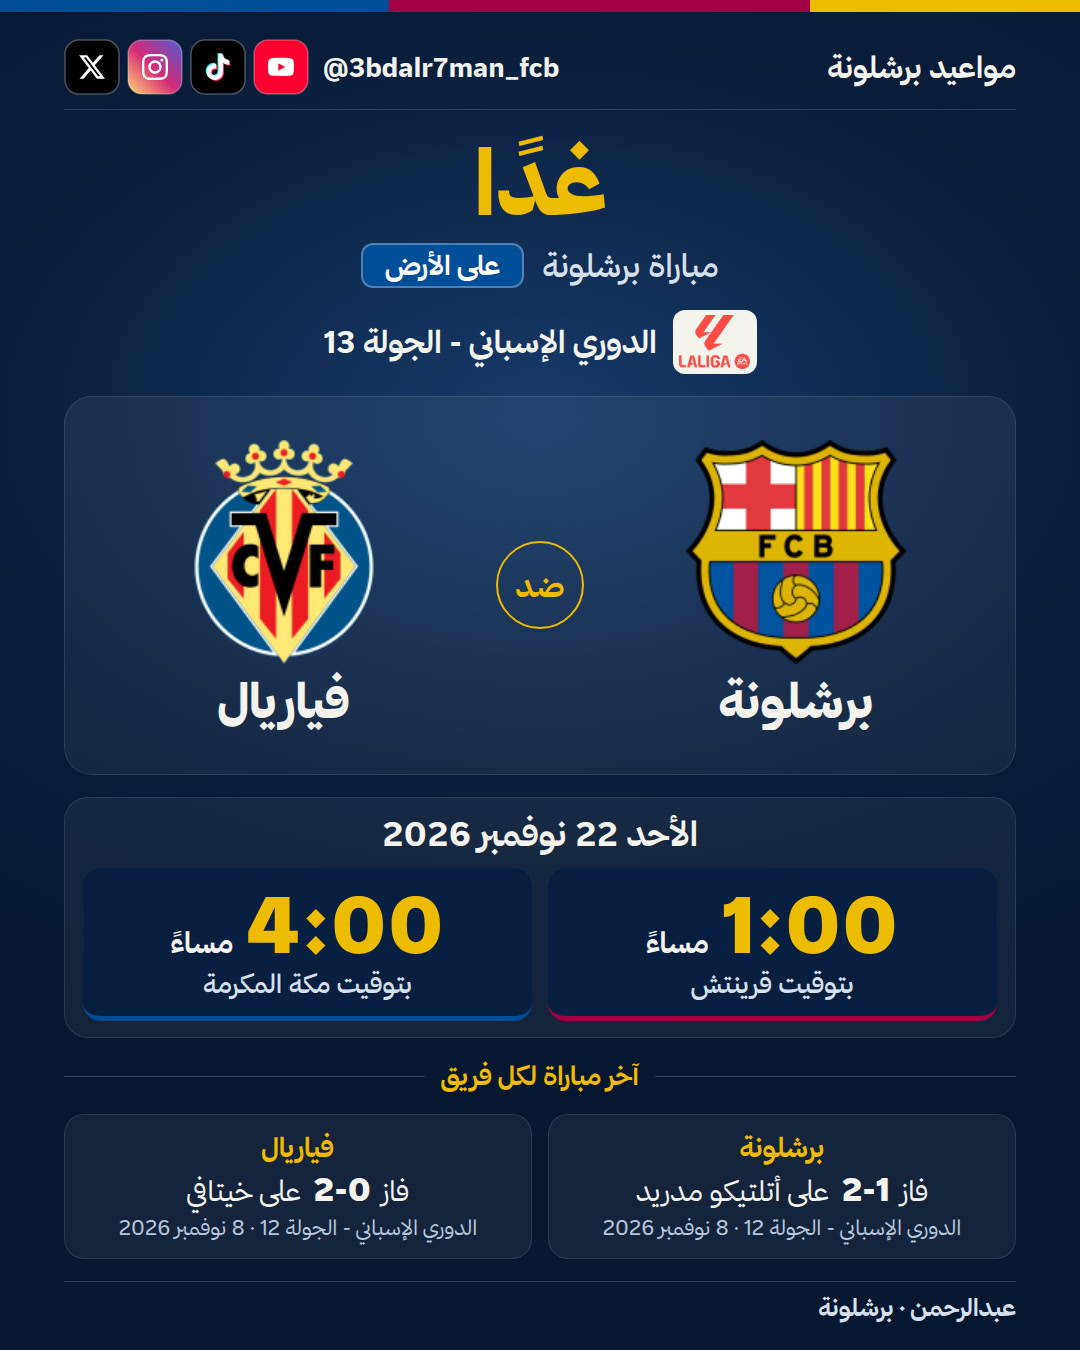 مواعيد برشلونة
@3bdalr7man_fcb
غدًا
مباراة برشلونة على الأرض
LALIGA
الدوري الإسباني - الجولة 13
FCB
برشلونة
ضد
CVF
فياريال
الأحد 22 نوفمبر 2026
1:00 مساءً
بتوقيت قرينتش
4:00 مساءً
بتوقيت مكة المكرمة
آخر مباراة لكل فريق
برشلونة
فاز 2-1 على أتلتيكو مدريد
الدوري الإسباني - الجولة 12 · 8 نوفمبر 2026
فياريال
فاز 2-0 على خيتافي
الدوري الإسباني - الجولة 12 · 8 نوفمبر 2026
عبدالرحمن · برشلونة